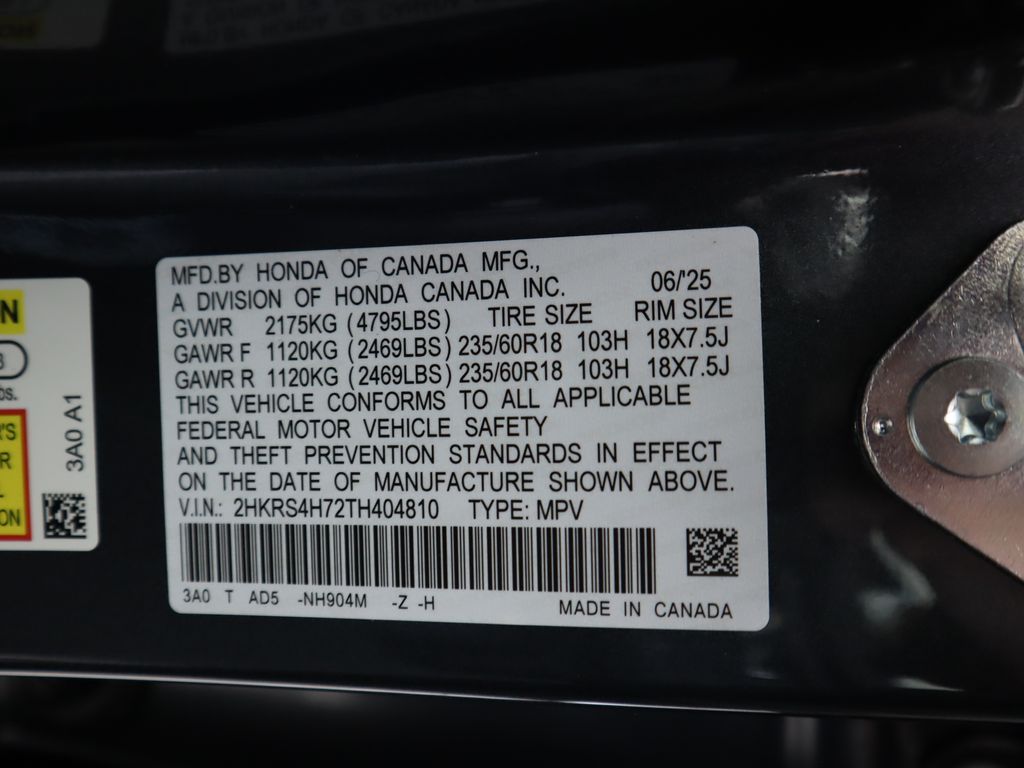 MFD.BY HONDA OF CANADA MFG.,
A DIVISION OF HONDA CANADA INC. 06/'25
GVWR 2175KG (4795LBS) TIRE SIZE RIM SIZE
GAWR F 1120KG (2469LBS) 235/60R18 103H 18X7.5J
GAWR R 1120KG (2469LBS) 235/60R18 103H 18X7.5J
THIS VEHICLE CONFORMS TO ALL APPLICABLE
FEDERAL MOTOR VEHICLE SAFETY
AND THEFT PREVENTION STANDARDS IN EFFECT
ON THE DATE OF MANUFACTURE SHOWN ABOVE.
V.I.N.: 2HKRS4H72TH404810 TYPE: MPV
3A0 T AD5 -NH904M -Z -H
MADE IN CANADA
3A0 A1